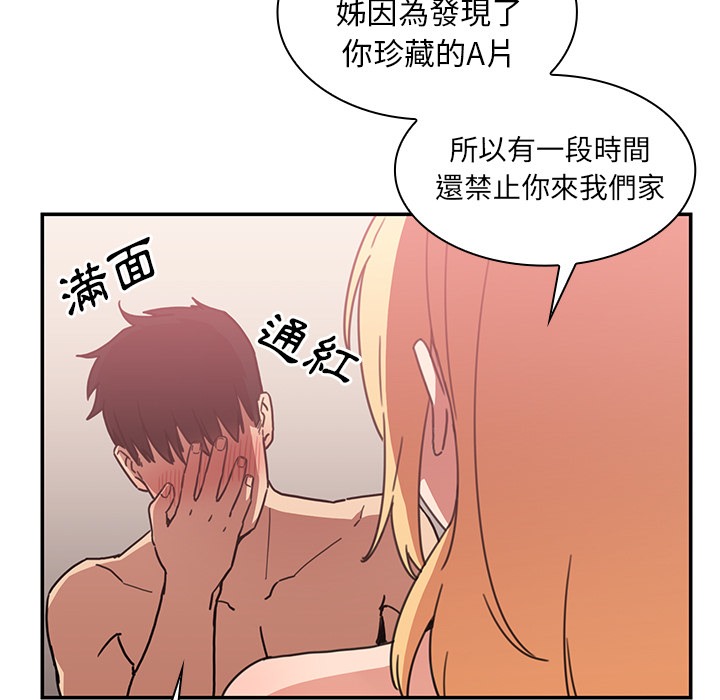 姊因為發現了
你珍藏的A片
所以有一段時間
還禁止你來我們家
滿面
通紅